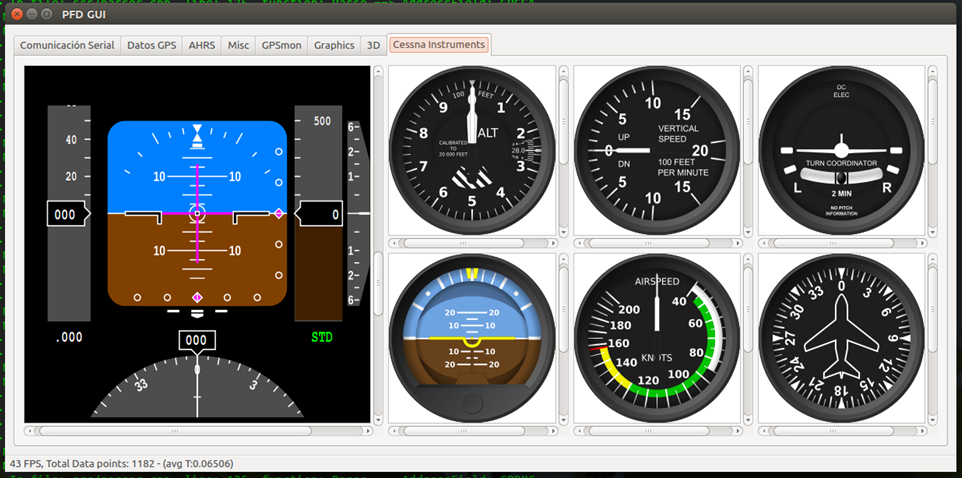 PFD GUI
Comunicación Serial
Datos GPS
AHRS
Misc
GPSmon
Graphics
3D
Cessna Instruments
40
20
000
.000
10 10
10 10
500
0
STD
6
2
1
1
2
6
000
33
0
3
100 FEET
9
1
8
2
7
3
6
5
4
ALT
CALIBRATED
TO
20 000 FEET
28.0
UP
DN
0
5
10
15
20
15
10
5
VERTICAL
SPEED
100 FEET
PER MINUTE
DC
ELEC
TURN COORDINATOR
L
R
2 MIN
NO PITCH
INFORMATION
20 20
10 10
10 10
20 20
AIRSPEED
40
60
80
100
120
140
160
180
200
KNOTS
0
3
6
9
12
15
18
21
24
27
30
33
43 FPS, Total Data points: 1182 - (avg T:0.06506)